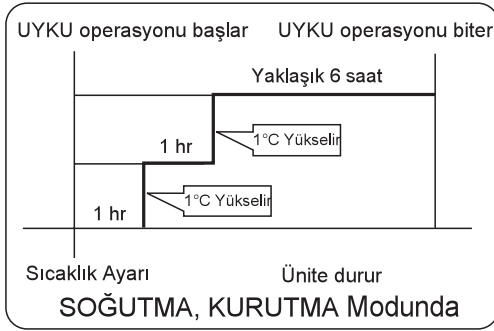 UYKU operasyonu başlar
UYKU operasyonu biter
Yaklaşık 6 saat
1 hr
1°C Yükselir
1 hr
1°C Yükselir
Sıcaklık Ayarı
Ünite durur
SOĞUTMA, KURUTMA Modunda